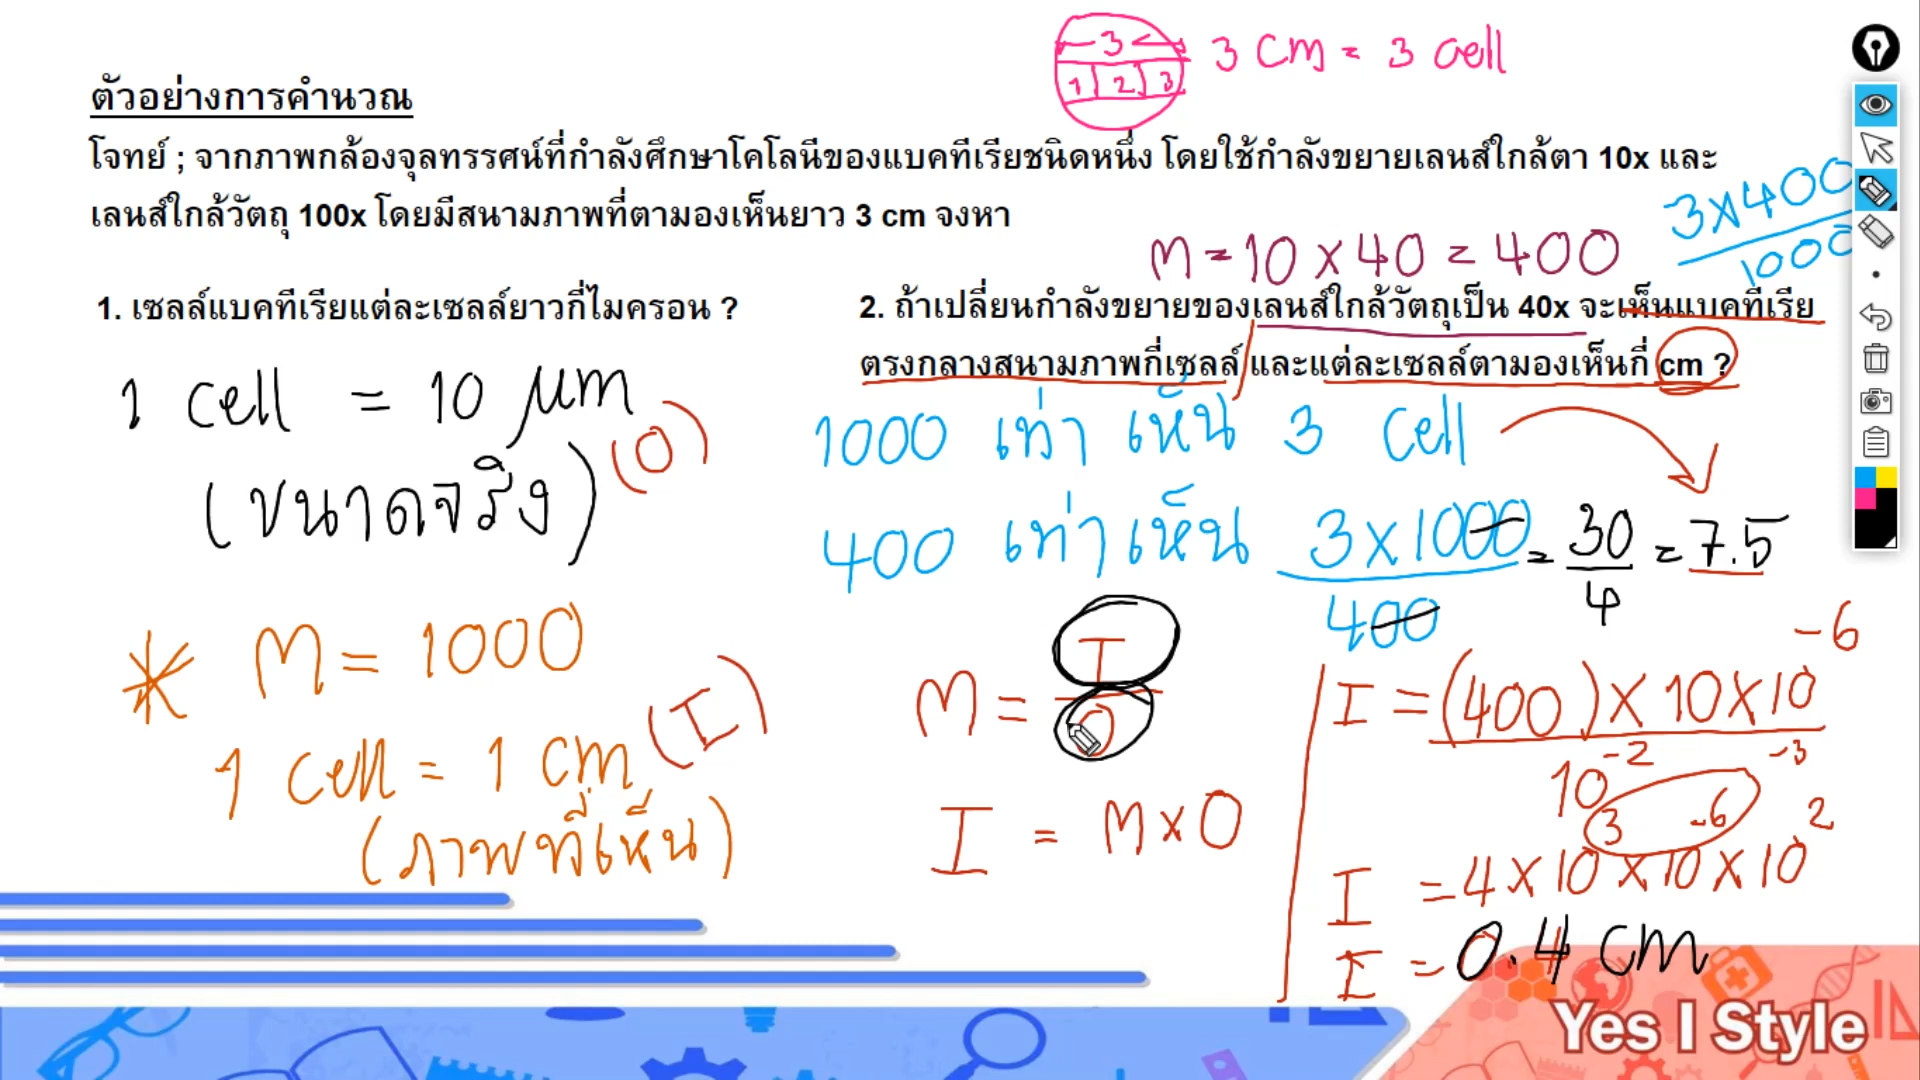 3 3 cm = 3 cell
1 2 3
ตัวอย่างการคำนวณ
โจทย์ ; จากภาพกล้องจุลทรรศน์ที่กำลังศึกษาโคโลนีของแบคทีเรียชนิดหนึ่ง โดยใช้กำลังขยายเลนส์ใกล้ตา 10x และ
เลนส์ใกล้วัตถุ 100x โดยมีสนามภาพที่ตามองเห็นยาว 3 cm จงหา
3x400
1000
M = 10 x 40 = 400
1. เซลล์แบคทีเรียแต่ละเซลล์ยาวกี่ไมครอน ?
1 cell = 10 µm
(ขนาดจริง) (O)
* M = 1000
1 cell = 1 cm (I)
(ภาพที่เห็น)
2. ถ้าเปลี่ยนกำลังขยายของเลนส์ใกล้วัตถุเป็น 40x จะเห็นแบคทีเรีย
ตรงกลางสนามภาพกี่เซลล์ และแต่ละเซลล์ตามองเห็นกี่ cm ?
1000 เท่า เห็น 3 cell
400 เท่า เห็น 3 x 1000 = 30 = 7.5
400 4
M = I
O
I = M x O
I = (400) x 10 x 10 -6
10 -2 -3
3 -6 2
I = 4 x 10 x 10 x 10
I = 0.4 cm
Yes I Style